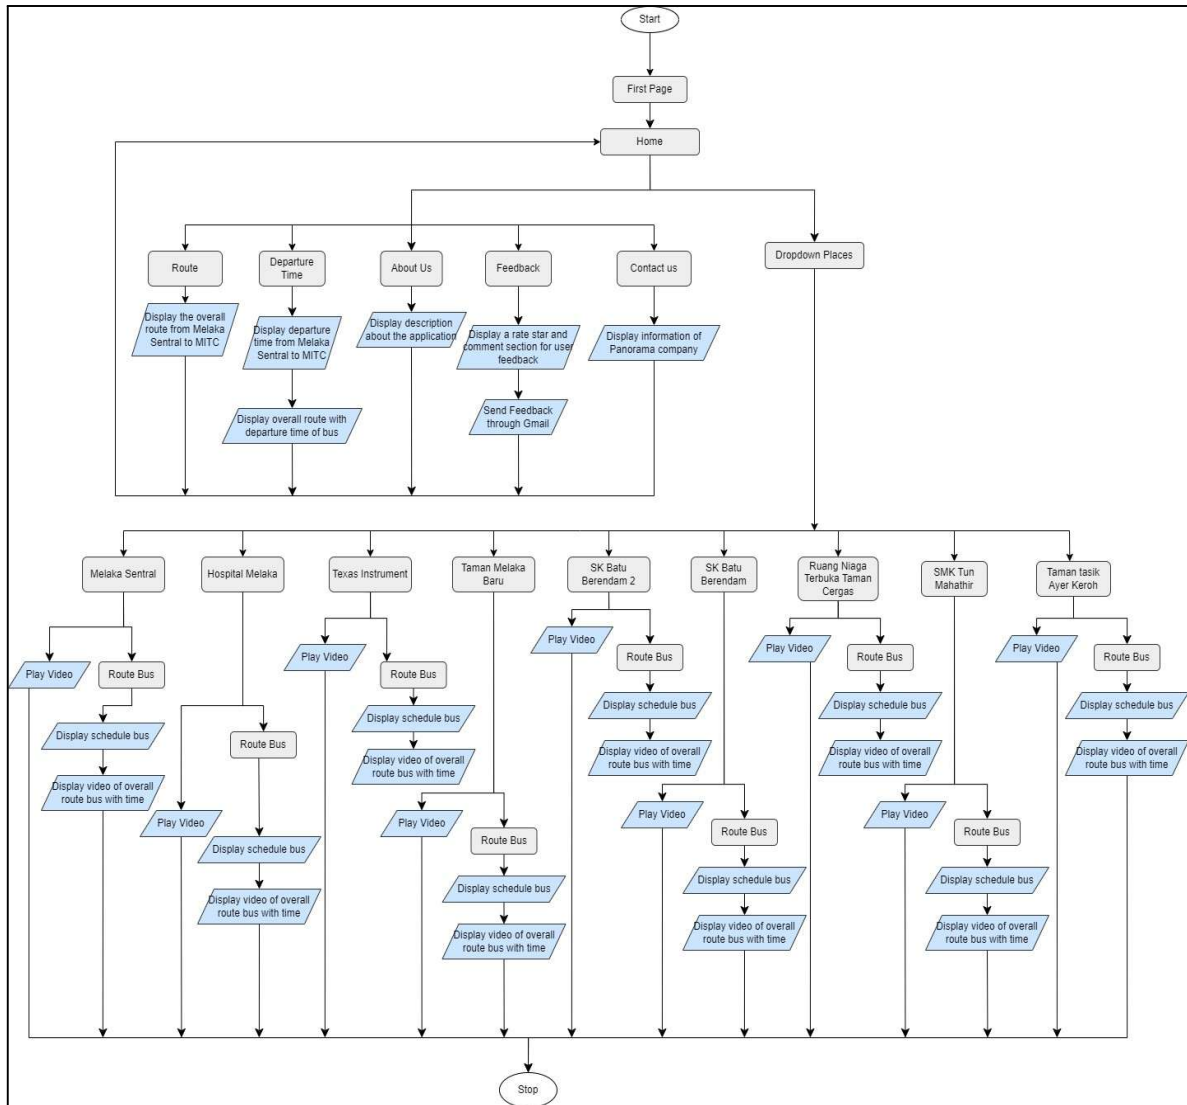 Start
First Page
Home
Route
Departure
Time
About Us
Feedback
Contact us
Dropdown Places
Display the overall
route from Melaka
Sentral to MITC
Display departure
time from Melaka
Sentral to MITC
Display description
about the application
Display a rate star and
comment section for user
feedback
Display information of
Panorama company
Display overall route with
departure time of bus
Send Feedback
through Gmail
Melaka Sentral
Hospital Melaka
Texas Instrument
Taman Melaka
Baru
SK Batu
Berendam 2
SK Batu
Berendam
Ruang Niaga
Terbuka Taman
Cergas
SMK Tun
Mahathir
Taman tasik
Ayer Keroh
Play Video
Route Bus
Display schedule bus
Display video of overall
route bus with time
Play Video
Route Bus
Display schedule bus
Display video of overall
route bus with time
Play Video
Route Bus
Display schedule bus
Display video of overall
route bus with time
Play Video
Route Bus
Display schedule bus
Display video of overall
route bus with time
Play Video
Route Bus
Display schedule bus
Display video of overall
route bus with time
Play Video
Route Bus
Display schedule bus
Display video of overall
route bus with time
Play Video
Route Bus
Display schedule bus
Display video of overall
route bus with time
Play Video
Route Bus
Display schedule bus
Display video of overall
route bus with time
Play Video
Route Bus
Display schedule bus
Display video of overall
route bus with time
Stop